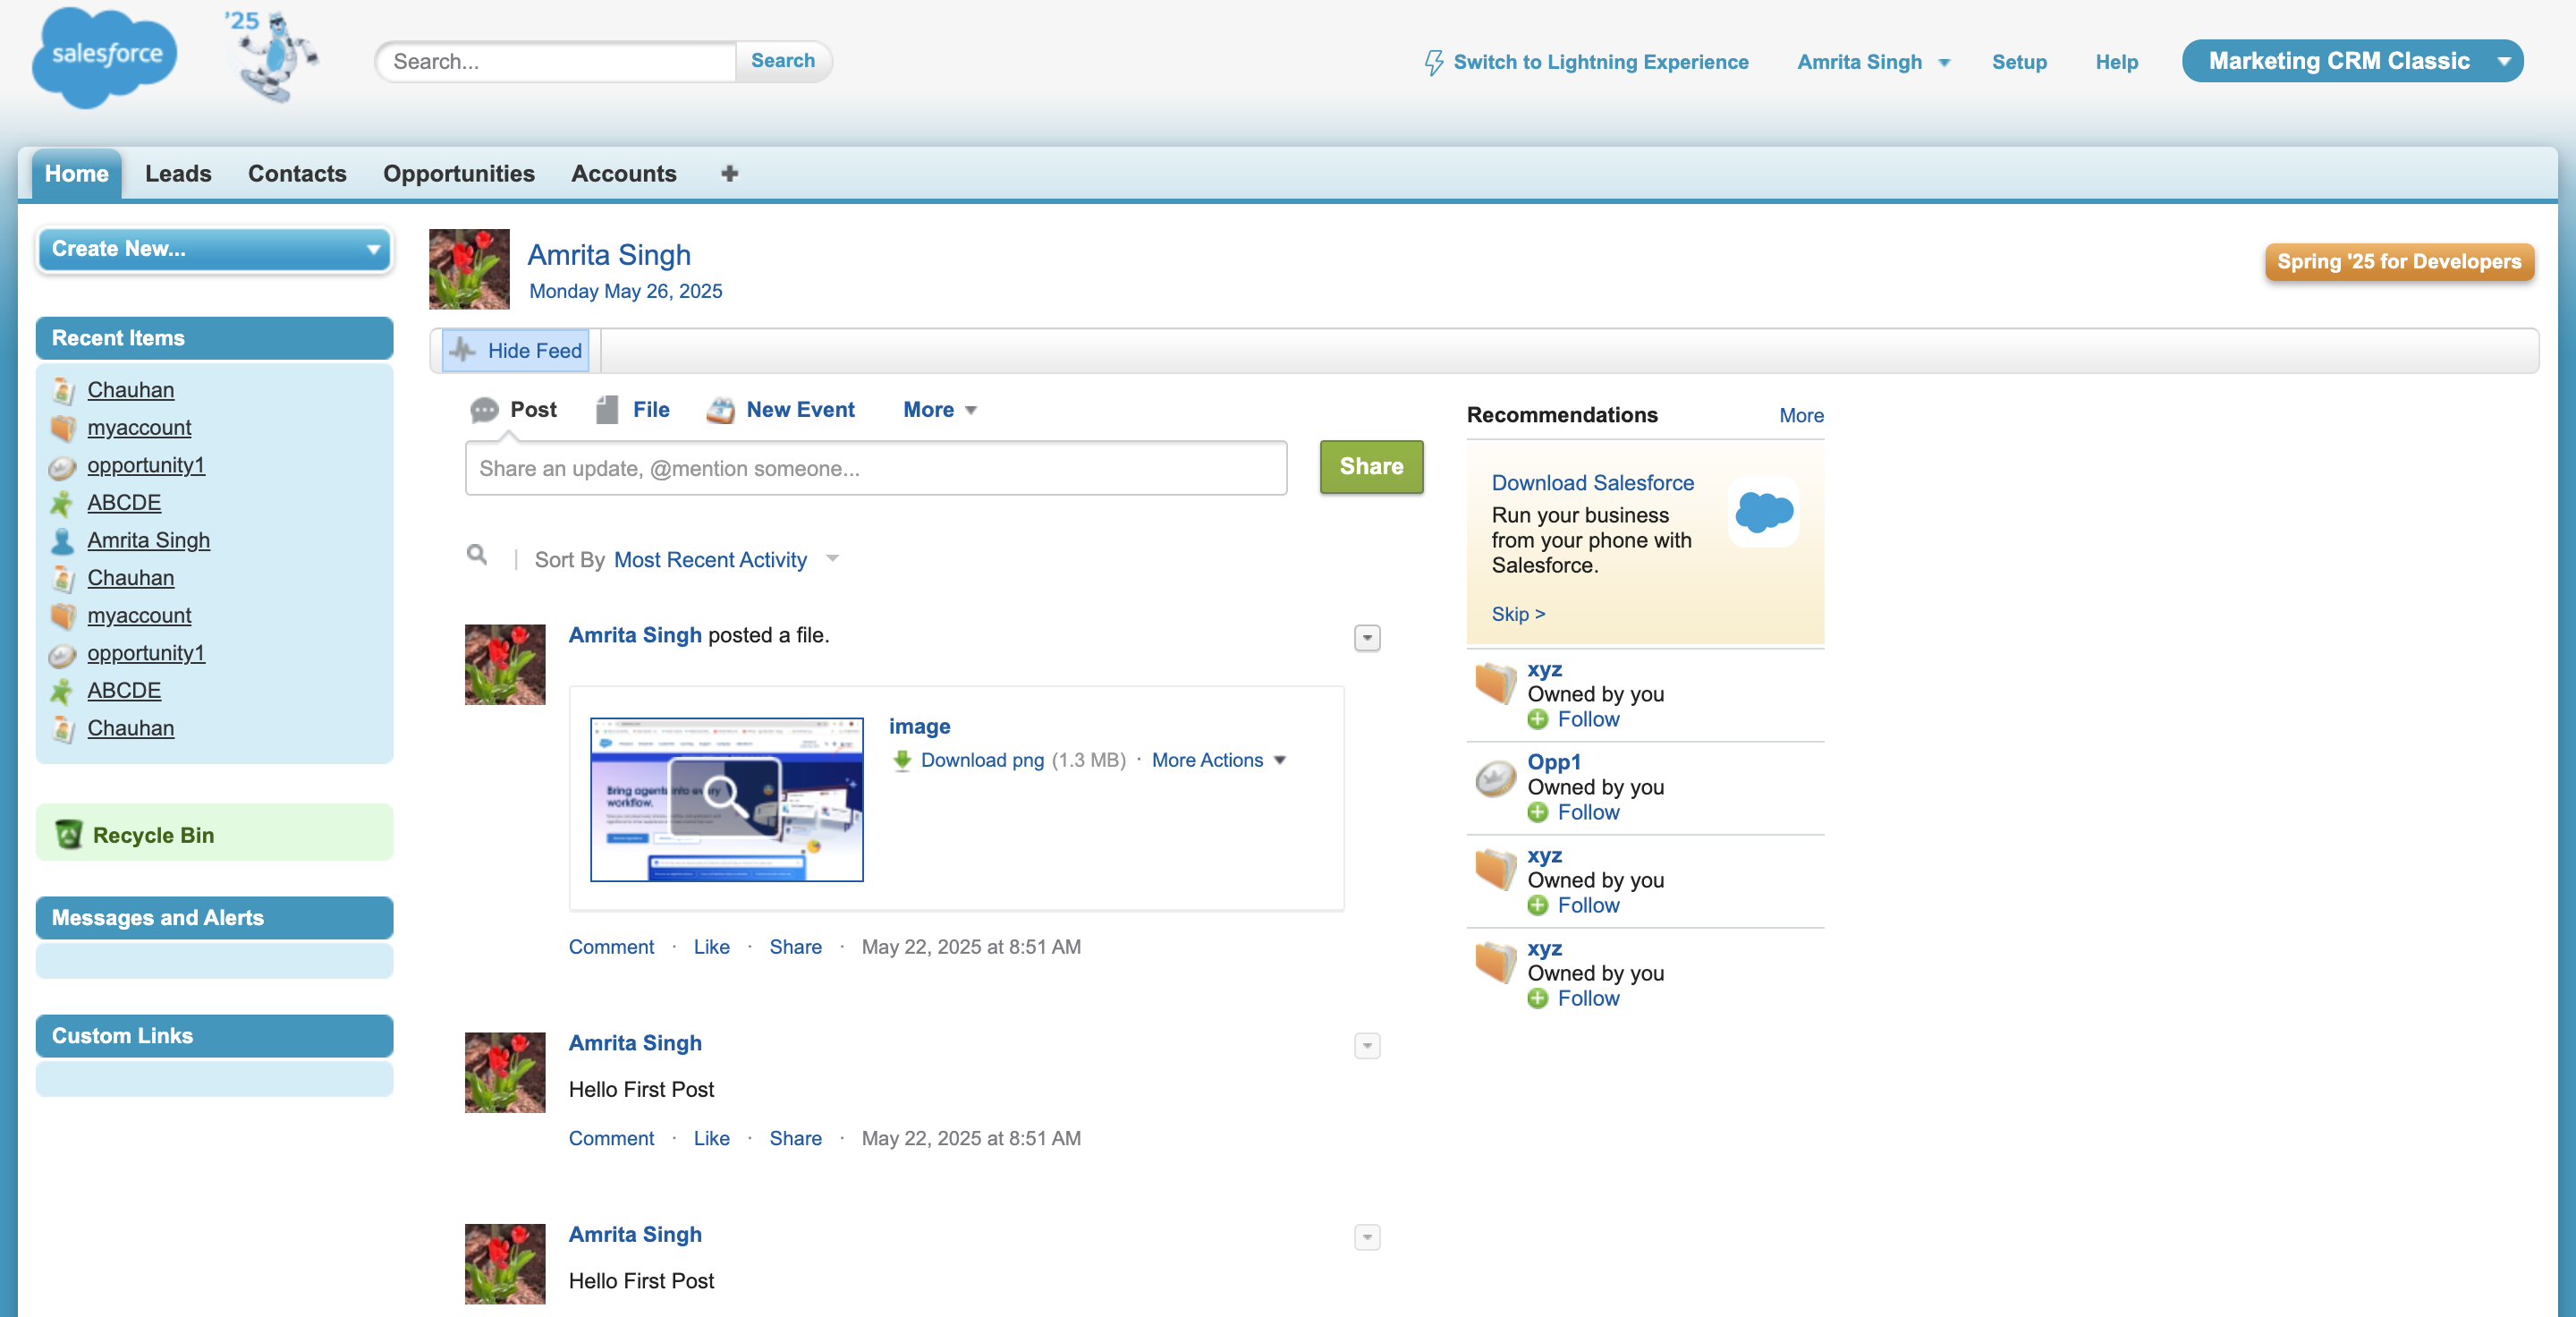 salesforce
'25
Search...
Search
Switch to Lightning Experience
Amrita Singh
Setup
Help
Marketing CRM Classic
Home
Leads
Contacts
Opportunities
Accounts
Create New...
Recent Items
Chauhan
myaccount
opportunity1
ABCDE
Amrita Singh
Chauhan
myaccount
opportunity1
ABCDE
Chauhan
Recycle Bin
Messages and Alerts
Custom Links
Amrita Singh
Monday May 26, 2025
Spring '25 for Developers
Hide Feed
Post
File
New Event
More
Share an update, @mention someone...
Share
Sort By Most Recent Activity
Amrita Singh posted a file.
Bring agents into every
workflow.
image
Download png (1.3 MB) · More Actions
Comment · Like · Share · May 22, 2025 at 8:51 AM
Amrita Singh
Hello First Post
Comment · Like · Share · May 22, 2025 at 8:51 AM
Amrita Singh
Hello First Post
Recommendations
More
Download Salesforce
Run your business
from your phone with
Salesforce.
Skip >
xyz
Owned by you
Follow
Opp1
Owned by you
Follow
xyz
Owned by you
Follow
xyz
Owned by you
Follow